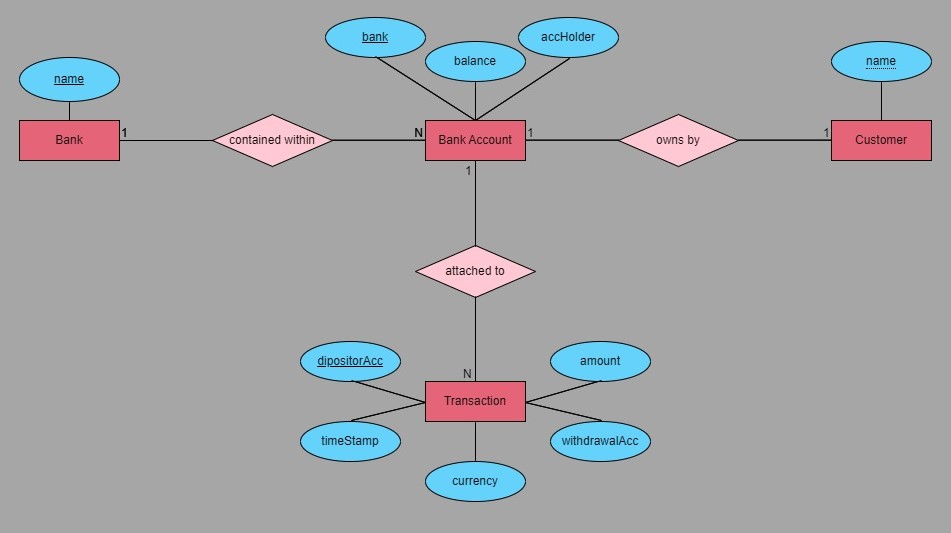 bank
accHolder
balance
name
name
Bank
1
contained within
N
Bank Account
1
owns by
1
Customer
1
attached to
N
dipositorAcc
amount
Transaction
timeStamp
withdrawalAcc
currency